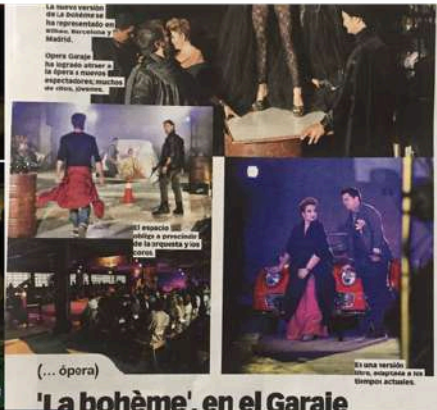 La nueva versión
de La bohème se
ha representado en
Bilbao, Barcelona y
Madrid.
Opera Garaje
ha logrado atraer a
la ópera a nuevos
espectadores; muchos
de ellos, jóvenes.
El espacio
obliga a prescindir
de la orquesta y los
coros.
Es una versión
libre, adaptada a los
tiempos actuales.
(... ópera)
'La bohème', en el Garaje